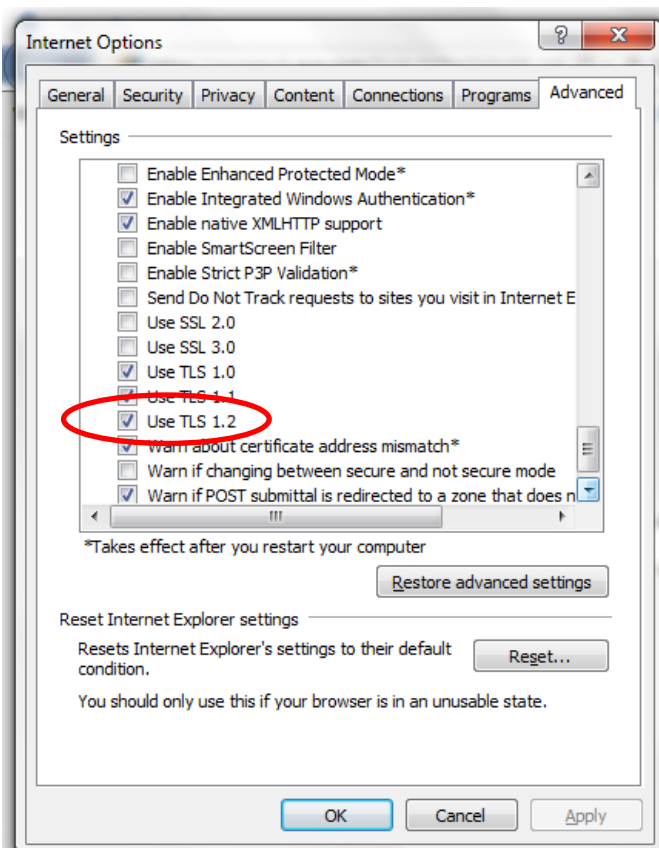 Internet Options
General Security Privacy Content Connections Programs Advanced
Settings
Enable Enhanced Protected Mode*
Enable Integrated Windows Authentication*
Enable native XMLHTTP support
Enable SmartScreen Filter
Enable Strict P3P Validation*
Send Do Not Track requests to sites you visit in Internet E
Use SSL 2.0
Use SSL 3.0
Use TLS 1.0
Use TLS 1.1
Use TLS 1.2
Warn about certificate address mismatch*
Warn if changing between secure and not secure mode
Warn if POST submittal is redirected to a zone that does n
*Takes effect after you restart your computer
Restore advanced settings
Reset Internet Explorer settings
Resets Internet Explorer's settings to their default
condition.
Reset...
You should only use this if your browser is in an unusable state.
OK Cancel Apply